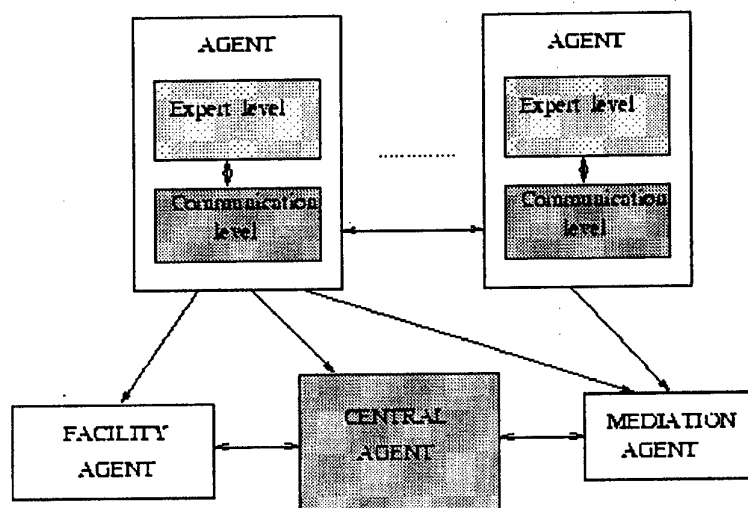 AGENT
Expert level
Communication
level
AGENT
Expert level
Communication
level
FACILITY
AGENT
CENTRAL
AGENT
MEDIATION
AGENT